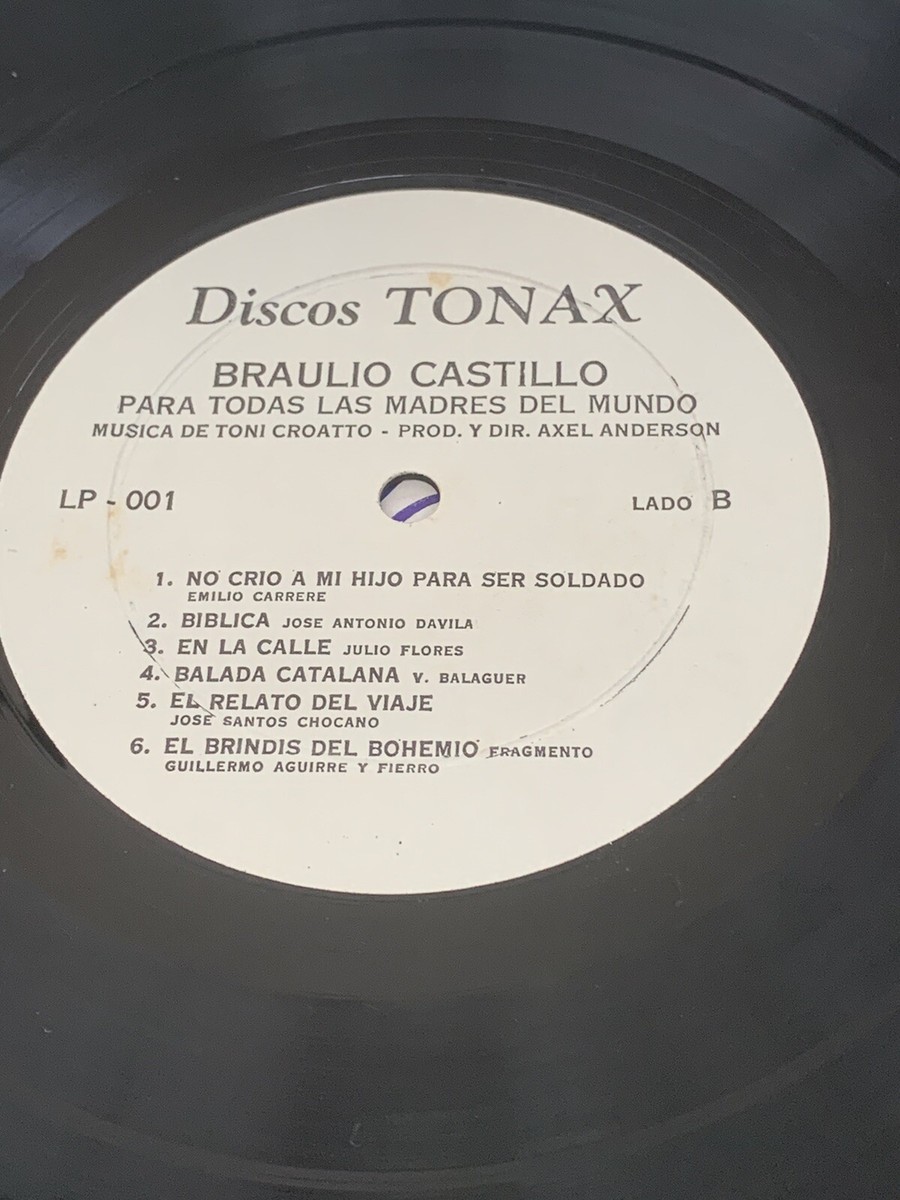 Discos TONAX
BRAULIO CASTILLO
PARA TODAS LAS MADRES DEL MUNDO
MUSICA DE TONI CROATTO - PROD. Y DIR. AXEL ANDERSON
LP - 001 LADO B
1. NO CRIO A MI HIJO PARA SER SOLDADO
EMILIO CARRERE
2. BIBLICA JOSE ANTONIO DAVILA
3. EN LA CALLE JULIO FLORES
4. BALADA CATALANA V. BALAGUER
5. EL RELATO DEL VIAJE
JOSE SANTOS CHOCANO
6. EL BRINDIS DEL BOHEMIO FRAGMENTO
GUILLERMO AGUIRRE Y FIERRO